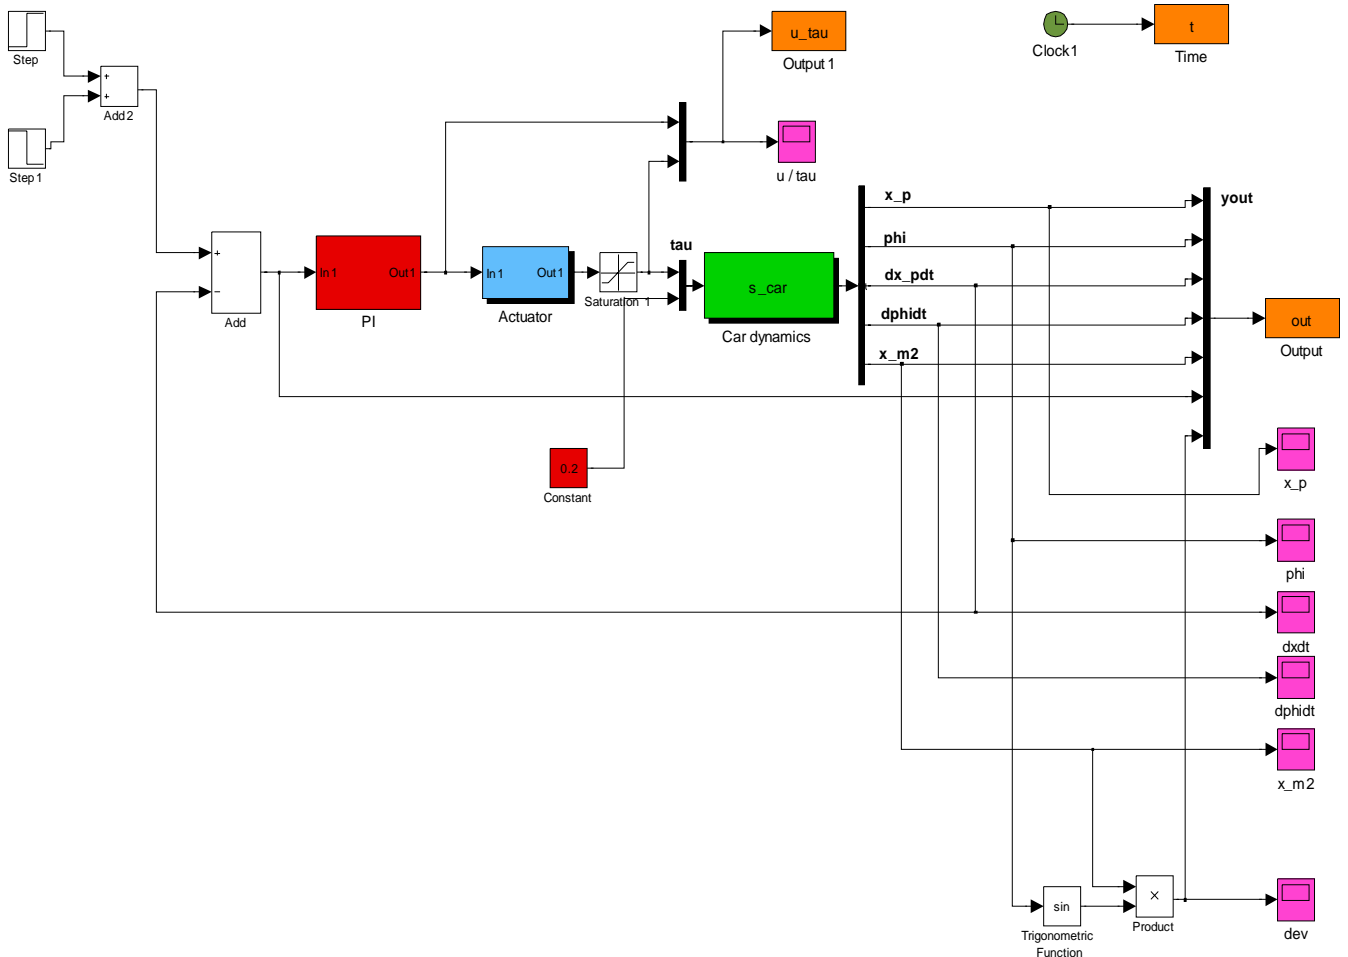 Step
+
+
Add2
Step1
+
−
Add
In1
Out1
PI
In1
Out1
Actuator
Saturation 1
u_tau
Output 1
u / tau
tau
s_car
Car dynamics
Clock1
t
Time
x_p
phi
dx_pdt
dphidt
x_m2
yout
out
Output
0.2
Constant
x_p
phi
dxdt
dphidt
x_m2
sin
Trigonometric
Function
×
Product
dev